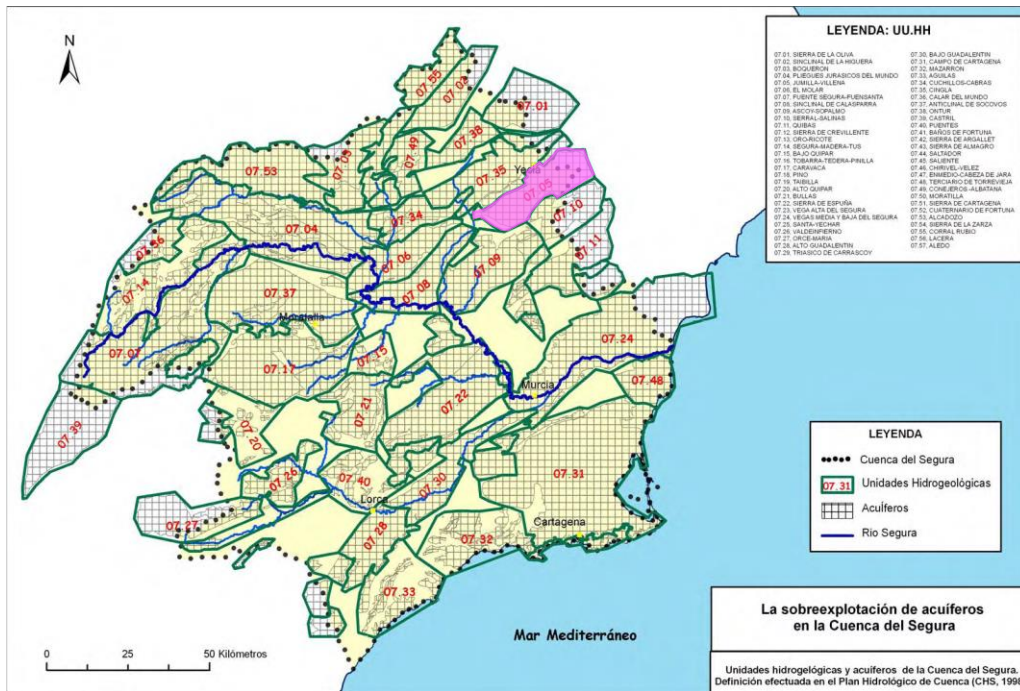 N
LEYENDA: UU.HH
07.01, SIERRA DE LA OLIVA
07.02, SINCLINAL DE LA HIGUERA
07.03, BOQUERON
07.04, PLIEGUES JURASICOS DEL MUNDO
07.05, JUMILLA-VILLENA
07.06, EL MOLAR
07.07, FUENTE SEGURA-FUENSANTA
07.08, SINCLINAL DE CALASPARRA
07.09, ASCOY-SOPALMO
07.10, SERRAL-SALINAS
07.11, QUIBAS
07.12, SIERRA DE CREVILLENTE
07.13, ORO-RICOTE
07.14, SEGURA-MADERA-TUS
07.15, BAJO QUIPAR
07.16, TOBARRA-TEDERA-PINILLA
07.17, CARAVACA
07.18, PINO
07.19, TAIBILLA
07.20, ALTO QUIPAR
07.21, BULLAS
07.22, SIERRA DE ESPUÑA
07.23, VEGA ALTA DEL SEGURA
07.24, VEGAS MEDIA Y BAJA DEL SEGURA
07.25, SANTA-YECHAR
07.26, VALDEINFIERNO
07.27, ORCE-MARIA
07.28, ALTO GUADALENTIN
07.29, TRIASICO DE CARRASCOY
07.30, BAJO GUADALENTIN
07.31, CAMPO DE CARTAGENA
07.32, MAZARRON
07.33, AGUILAS
07.34, CUCHILLOS-CABRAS
07.35, CINGLA
07.36, CALAR DEL MUNDO
07.37, ANTICLINAL DE SOCOVOS
07.38, ONTUR
07.39, CASTRIL
07.40, PUENTES
07.41, BAÑOS DE FORTUNA
07.42, SIERRA DE ARGALLET
07.43, SIERRA DE ALMAGRO
07.44, SALTADOR
07.45, SALIENTE
07.46, CHIRIVEL-VELEZ
07.47, ENMEDIO-CABEZA DE JARA
07.48, TERCIARIO DE TORREVIEJA
07.49, CONEJEROS-ALBATANA
07.50, MORATILLA
07.51, SIERRA DE CARTAGENA
07.52, CUATERNARIO DE FORTUNA
07.53, ALCADOZO
07.54, SIERRA DE LA ZARZA
07.55, CORRAL RUBIO
07.56, LACERA
07.57, ALEDO
07.55
07.02
07.01
07.38
07.49
07.03
07.53
07.35
Yecla
07.05
07.10
07.34
07.04
07.11
07.36
07.06
07.09
07.14
07.08
07.37
Moratalla
07.24
07.07
07.15
07.17
07.48
Murcia
07.22
07.21
07.39
07.20
07.31
07.26
07.40
07.30
Lorca
07.27
07.28
Cartagena
07.32
07.33
Mar Mediterráneo
0 25 50 Kilómetros
LEYENDA
Cuenca del Segura
07.31 Unidades Hidrogeológicas
Acuíferos
Rio Segura
La sobreexplotación de acuíferos
en la Cuenca del Segura
Unidades hidrogelógicas y acuíferos de la Cuenca del Segura.
Definición efectuada en el Plan Hidrológico de Cuenca (CHS, 1998